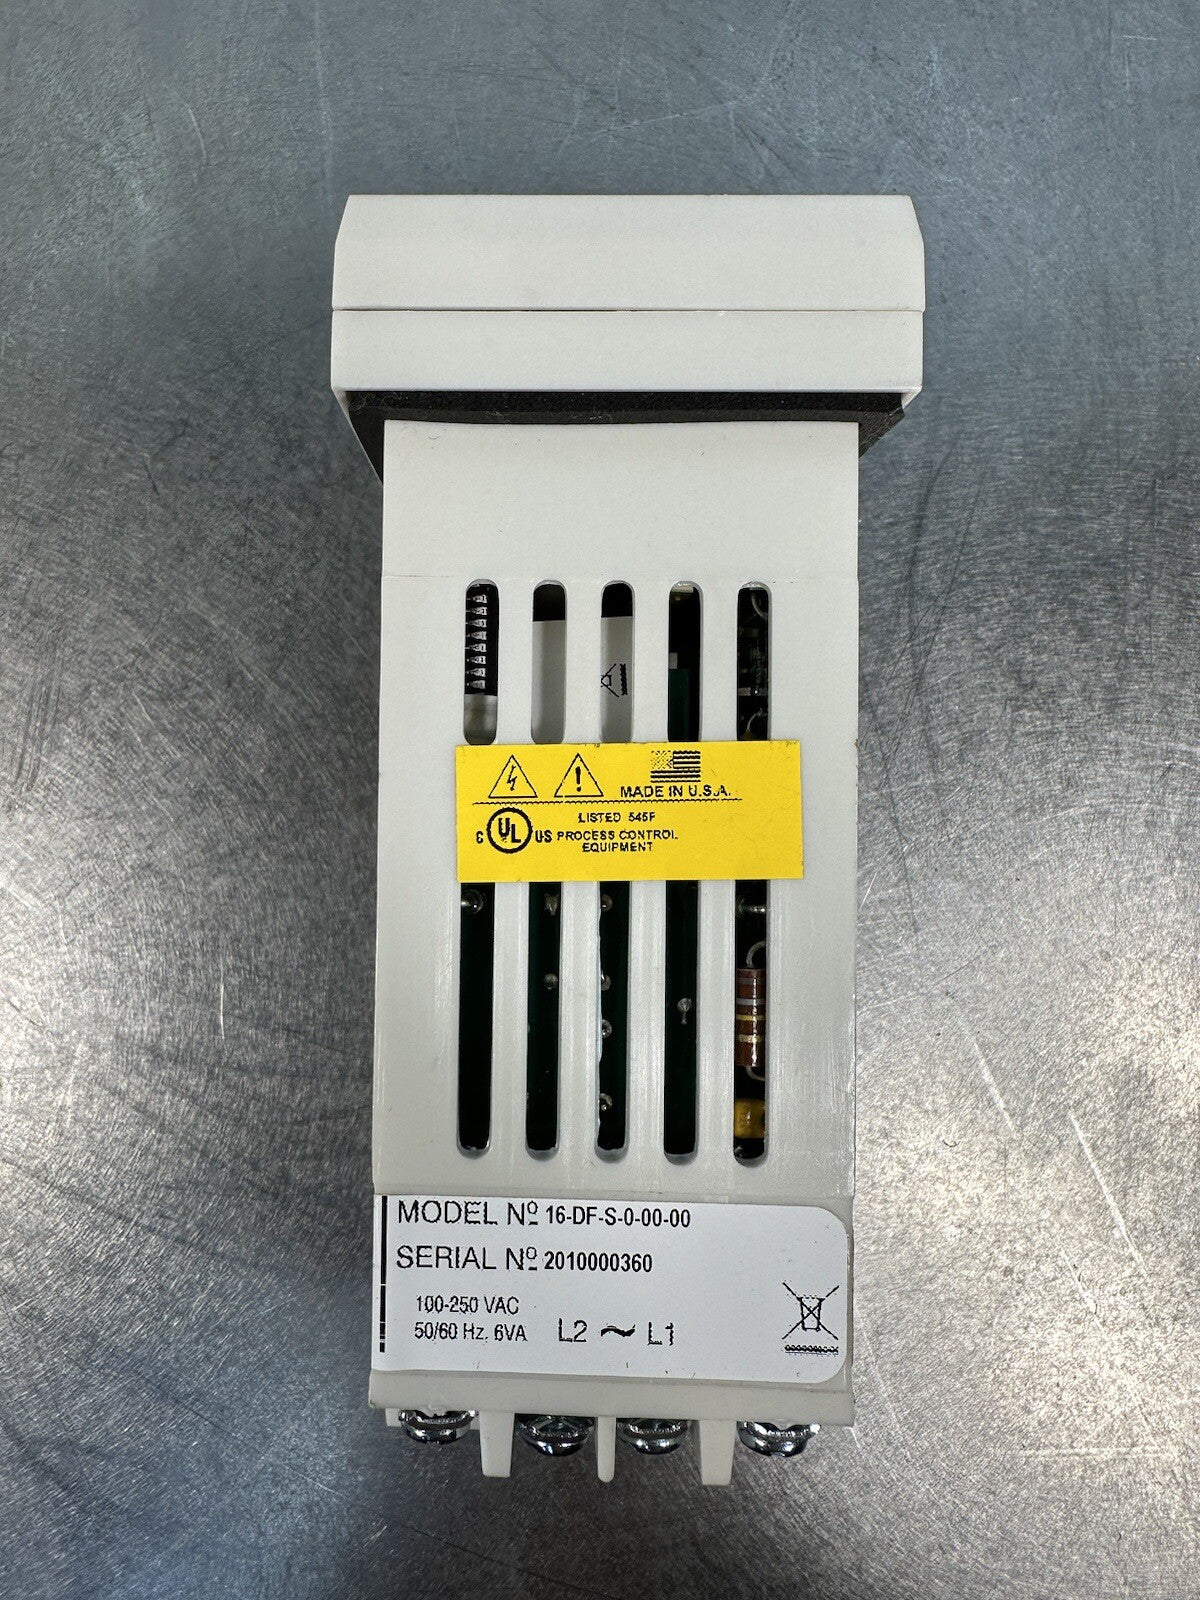 MADE IN U.S.A.
LISTED 545F
C UL US PROCESS CONTROL
EQUIPMENT
MODEL Nº 16-DF-S-0-00-00
SERIAL Nº 2010000360
100-250 VAC
50/60 Hz. 6VA L2 ~ L1